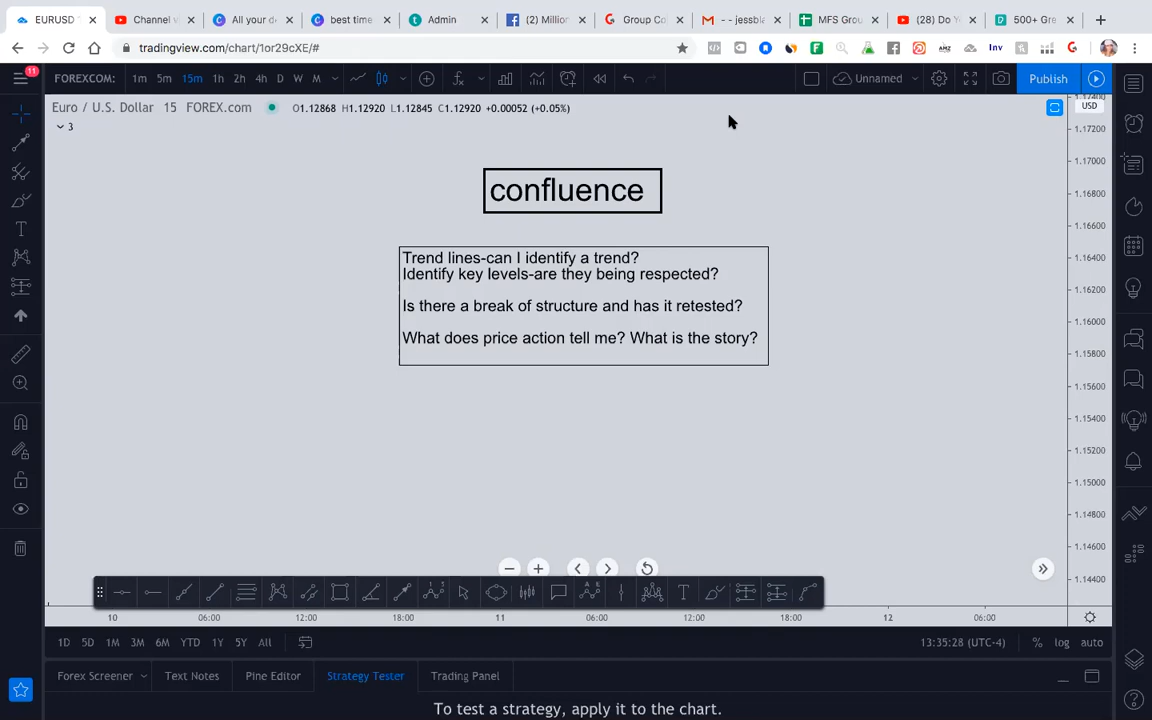 EURUSD
Channel v
All your d
best time
Admin
(2) Million
Group Co
- - jessbla
MFS Grou
(28) Do Yo
500+ Gre
tradingview.com/chart/1or29cXE/#
Inv
11
FOREXCOM:
1m 5m 15m 1h 2h 4h D W M
Unnamed
Publish
Euro / U.S. Dollar 15 FOREX.com
O1.12868 H1.12920 L1.12845 C1.12920 +0.00052 (+0.05%)
3
USD
confluence
Trend lines-can I identify a trend?
Identify key levels-are they being respected?
Is there a break of structure and has it retested?
What does price action tell me? What is the story?
1.17400
1.17200
1.17000
1.16800
1.16600
1.16400
1.16200
1.16000
1.15800
1.15600
1.15400
1.15200
1.15000
1.14800
1.14600
1.14400
10 06:00 12:00 18:00 11 06:00 12:00 18:00 12 06:00
1D 5D 1M 3M 6M YTD 1Y 5Y All
13:35:28 (UTC-4) % log auto
Forex Screener Text Notes Pine Editor Strategy Tester Trading Panel
To test a strategy, apply it to the chart.